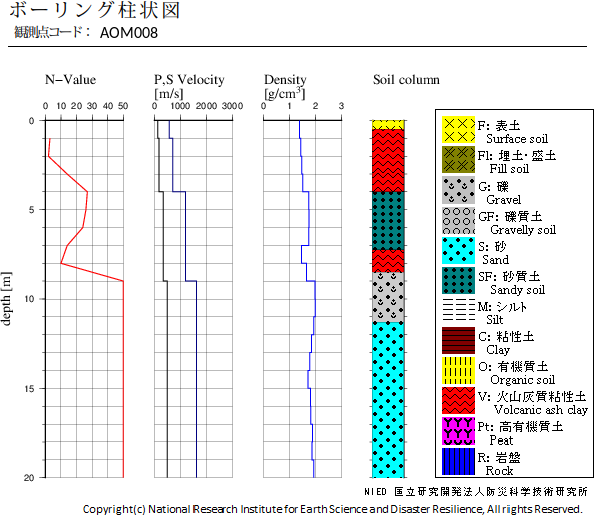 ボーリング柱状図
観測点コード： AOM008
N-Value
P,S Velocity
[m/s]
Density
[g/cm3]
Soil column
0 10 20 30 40 50
0 1000 2000 3000
0 1 2 3
depth [m]
0
5
10
15
20
F: 表土
Surface soil
Fl: 埋土・盛土
Fill soil
G: 礫
Gravel
GF: 礫質土
Gravelly soil
S: 砂
Sand
SF: 砂質土
Sandy soil
M: シルト
Silt
C: 粘性土
Clay
O: 有機質土
Organic soil
V: 火山灰質粘性土
Volcanic ash clay
Pt: 高有機質土
Peat
R: 岩盤
Rock
NIED 国立研究開発法人防災科学技術研究所
Copyright(c) National Research Institute for Earth Science and Disaster Resilience, All rights Reserved.